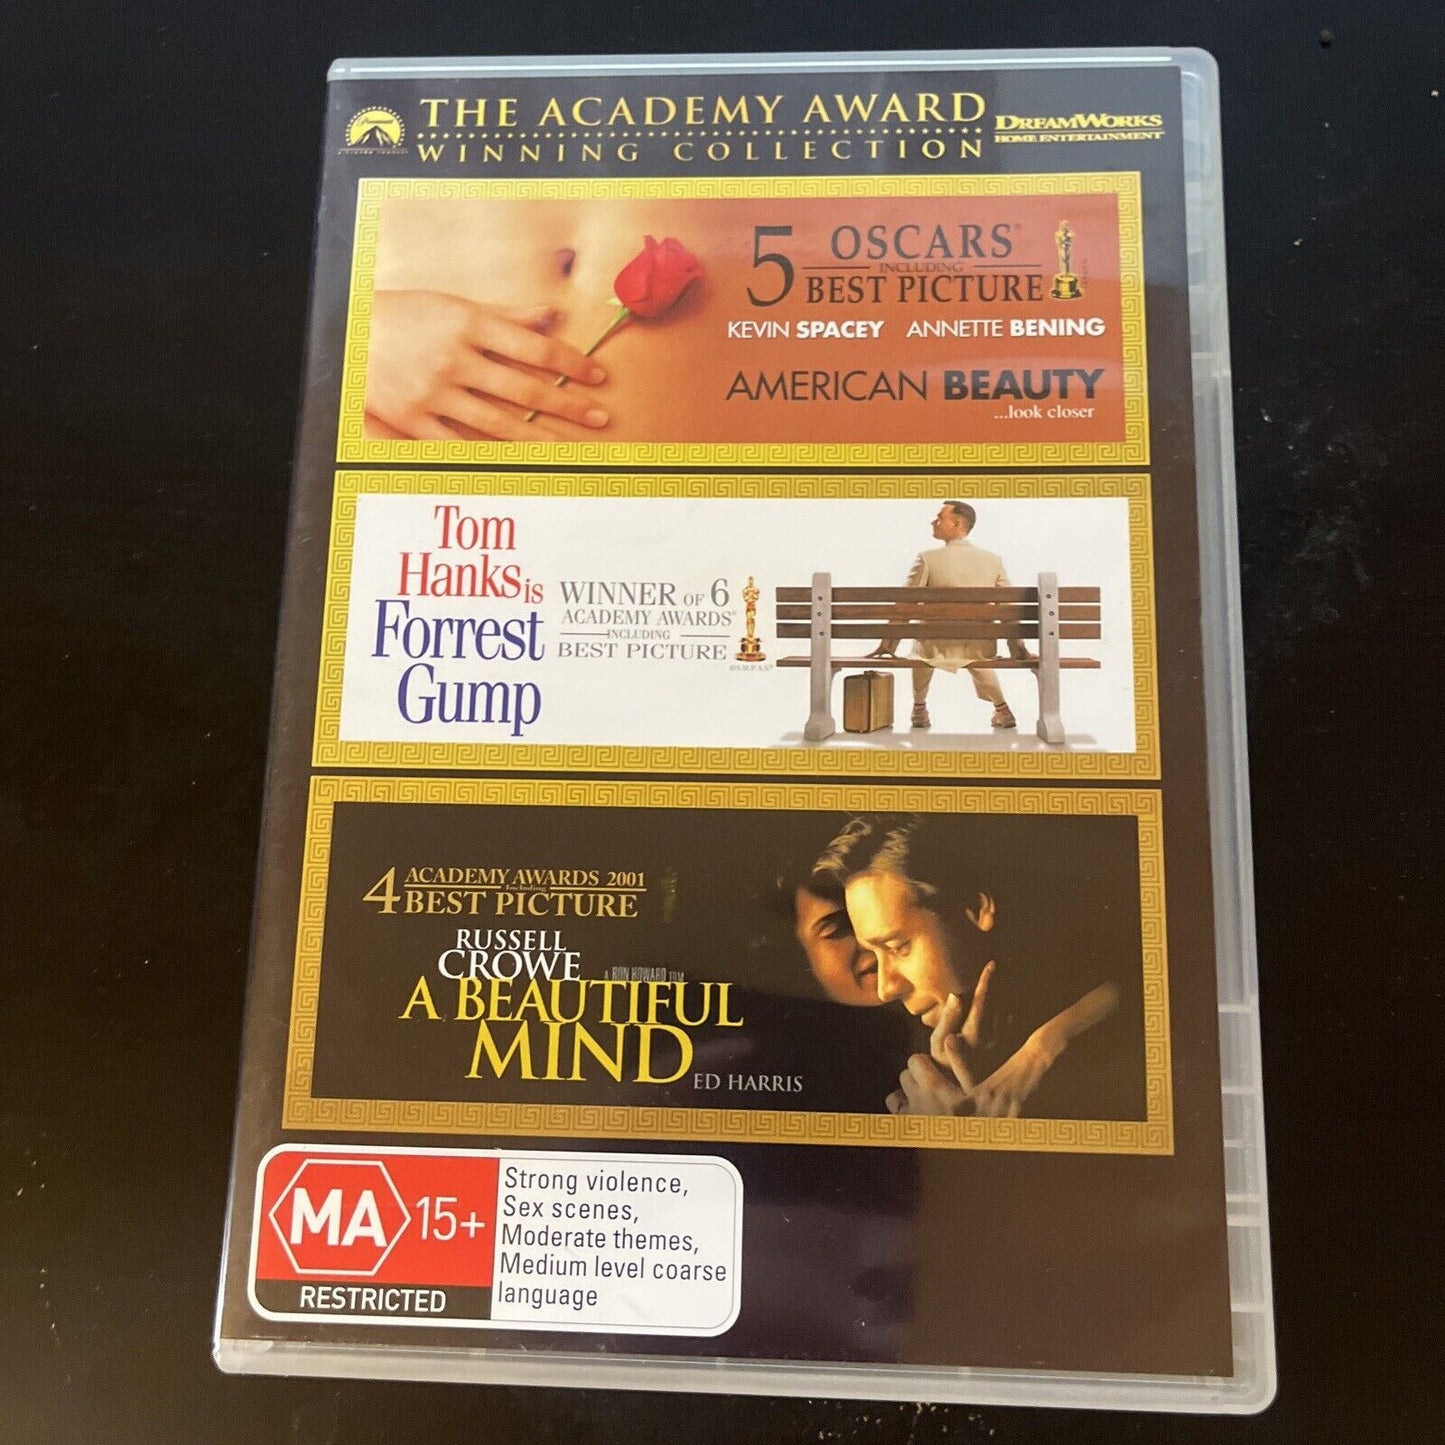 Paramount
THE ACADEMY AWARD
WINNING COLLECTION
DREAMWORKS
HOME ENTERTAINMENT
5 OSCARS®
INCLUDING
BEST PICTURE
KEVIN SPACEY ANNETTE BENING
AMERICAN BEAUTY
...look closer
Tom
Hanks is
Forrest
Gump
WINNER OF 6
ACADEMY AWARDS®
INCLUDING
BEST PICTURE
©A.M.P.A.S.®
4 ACADEMY AWARDS 2001
Including
BEST PICTURE
RUSSELL
CROWE
A RON HOWARD FILM
A BEAUTIFUL
MIND
ED HARRIS
MA 15+
RESTRICTED
Strong violence,
Sex scenes,
Moderate themes,
Medium level coarse
language